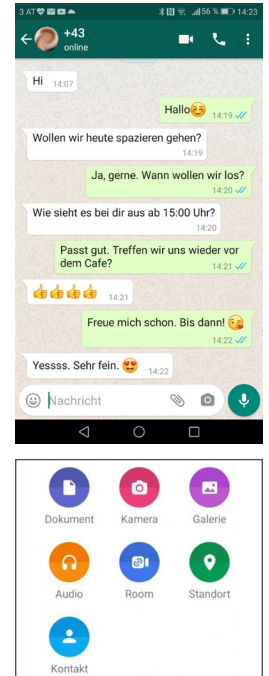 3 AT 56 % 14:23
+43
online
Hi 14:07
Hallo😊 14:19
Wollen wir heute spazieren gehen?
14:19
Ja, gerne. Wann wollen wir los?
14:20
Wie sieht es bei dir aus ab 15:00 Uhr?
14:20
Passt gut. Treffen wir uns wieder vor
dem Cafe?
14:21
👍👍👍👍 14:21
Freue mich schon. Bis dann! 😘
14:22
Yessss. Sehr fein. 😍 14:22
Nachricht
Dokument Kamera Galerie
Audio Room Standort
Kontakt